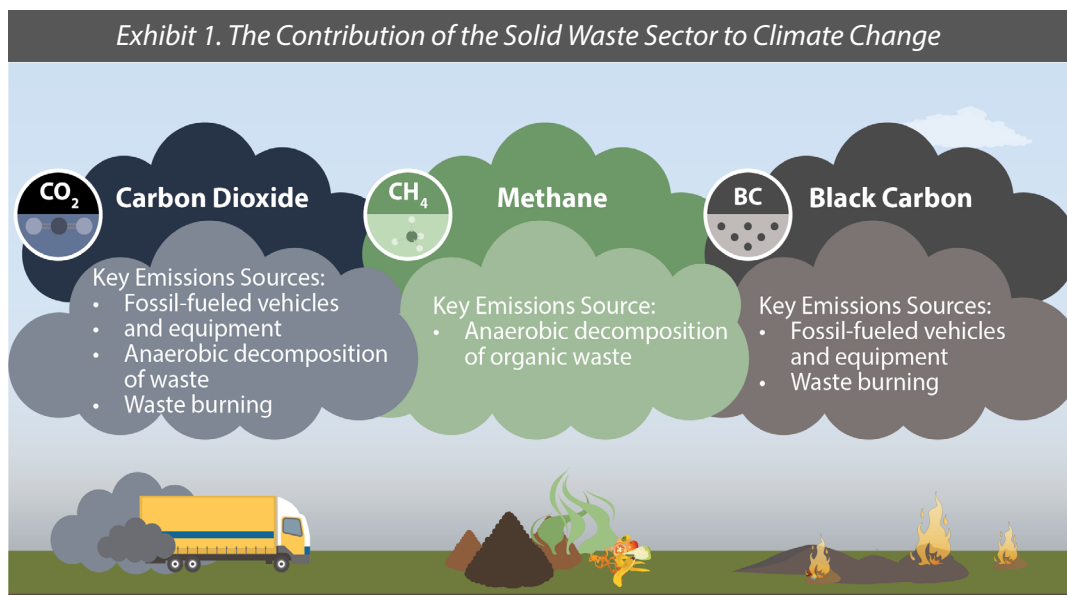 Exhibit 1. The Contribution of the Solid Waste Sector to Climate Change
CO₂
Carbon Dioxide
Key Emissions Sources:
• Fossil-fueled vehicles
• and equipment
• Anaerobic decomposition
of waste
• Waste burning
CH₄
Methane
Key Emissions Source:
• Anaerobic decomposition
of organic waste
BC
Black Carbon
Key Emissions Sources:
• Fossil-fueled vehicles
and equipment
• Waste burning